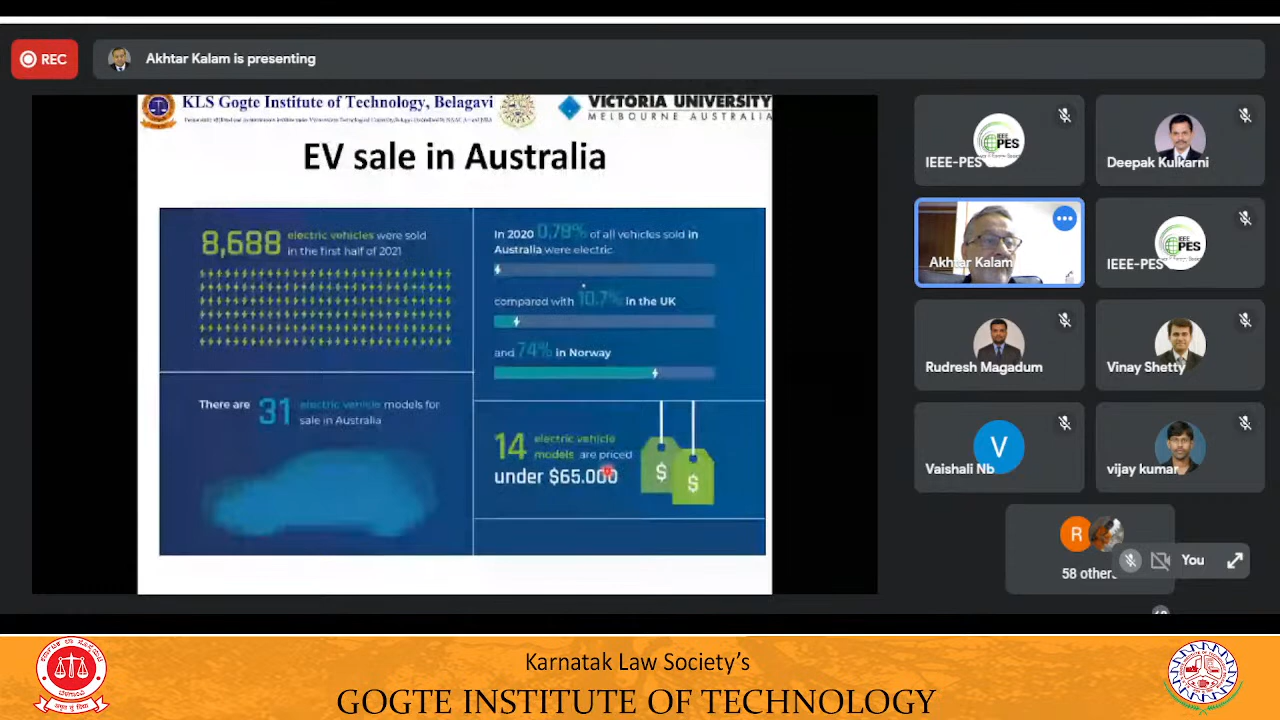 REC
Akhtar Kalam is presenting
KLS Gogte Institute of Technology, Belagavi
VICTORIA UNIVERSITY
MELBOURNE AUSTRALIA
EV sale in Australia
8,688 electric vehicles were sold
in the first half of 2021
In 2020 0.78% of all vehicles sold in
Australia were electric
compared with 10.7% in the UK
and 74% in Norway
There are 31 electric vehicle models for
sale in Australia
14 electric vehicle
models are priced
under $65.000
$
$
IEEE-PES
IEEE PES
Deepak Kulkarni
Akhtar Kalam
IEEE-PES
IEEE PES
Rudresh Magadum
Vinay Shetty
V
Vaishali Nb
vijay kumar
R
58 others
You
Karnatak Law Society's
GOGTE INSTITUTE OF TECHNOLOGY